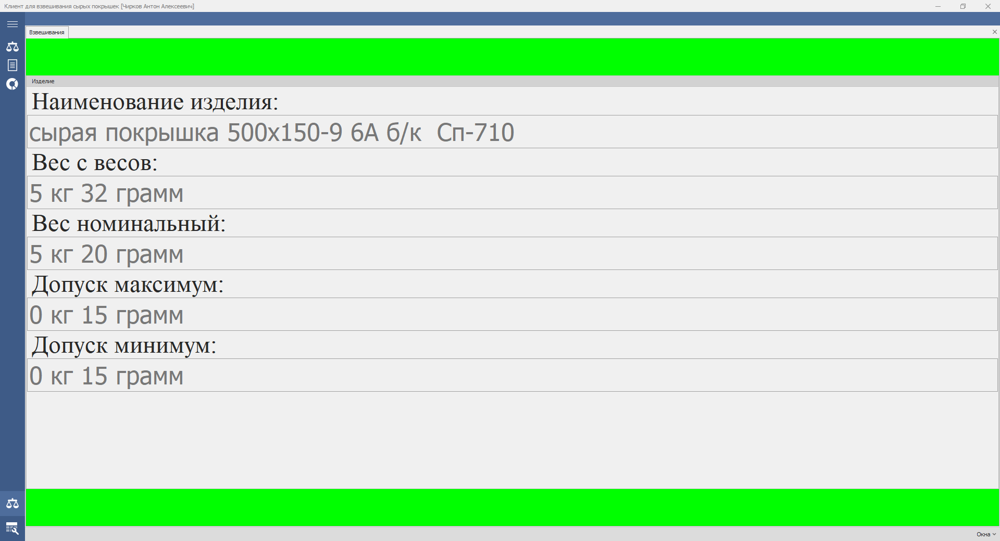 Клиент для взвешивания сырых покрышек [Чирков Антон Алексеевич]
Взвешивания
Изделие
Наименование изделия:
сырая покрышка 500x150-9 6А б/к  Сп-710
Вес с весов:
5 кг 32 грамм
Вес номинальный:
5 кг 20 грамм
Допуск максимум:
0 кг 15 грамм
Допуск минимум:
0 кг 15 грамм
Окна